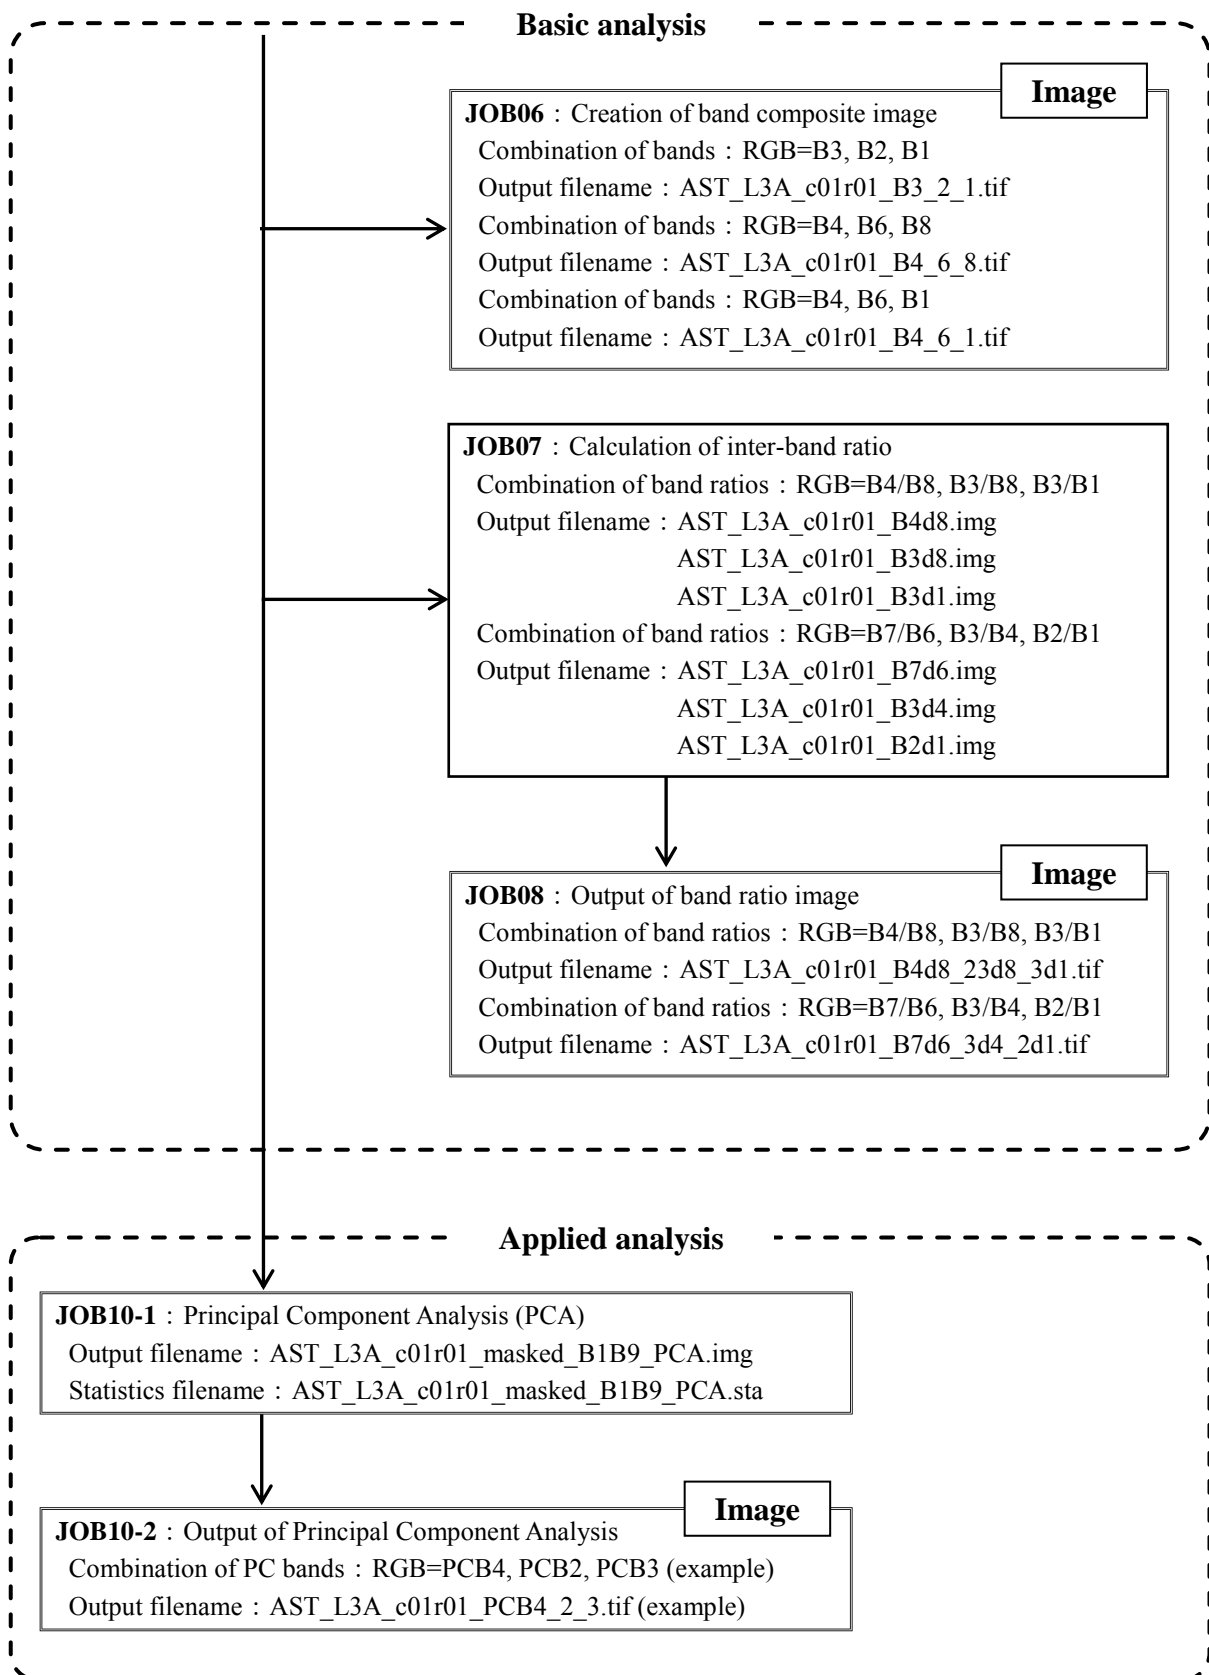 Basic analysis
Image
JOB06：Creation of band composite image
Combination of bands：RGB=B3, B2, B1
Output filename：AST_L3A_c01r01_B3_2_1.tif
Combination of bands：RGB=B4, B6, B8
Output filename：AST_L3A_c01r01_B4_6_8.tif
Combination of bands：RGB=B4, B6, B1
Output filename：AST_L3A_c01r01_B4_6_1.tif
JOB07：Calculation of inter-band ratio
Combination of band ratios：RGB=B4/B8, B3/B8, B3/B1
Output filename：AST_L3A_c01r01_B4d8.img
AST_L3A_c01r01_B3d8.img
AST_L3A_c01r01_B3d1.img
Combination of band ratios：RGB=B7/B6, B3/B4, B2/B1
Output filename：AST_L3A_c01r01_B7d6.img
AST_L3A_c01r01_B3d4.img
AST_L3A_c01r01_B2d1.img
Image
JOB08：Output of band ratio image
Combination of band ratios：RGB=B4/B8, B3/B8, B3/B1
Output filename：AST_L3A_c01r01_B4d8_23d8_3d1.tif
Combination of band ratios：RGB=B7/B6, B3/B4, B2/B1
Output filename：AST_L3A_c01r01_B7d6_3d4_2d1.tif
Applied analysis
JOB10-1：Principal Component Analysis (PCA)
Output filename：AST_L3A_c01r01_masked_B1B9_PCA.img
Statistics filename：AST_L3A_c01r01_masked_B1B9_PCA.sta
Image
JOB10-2：Output of Principal Component Analysis
Combination of PC bands：RGB=PCB4, PCB2, PCB3 (example)
Output filename：AST_L3A_c01r01_PCB4_2_3.tif (example)